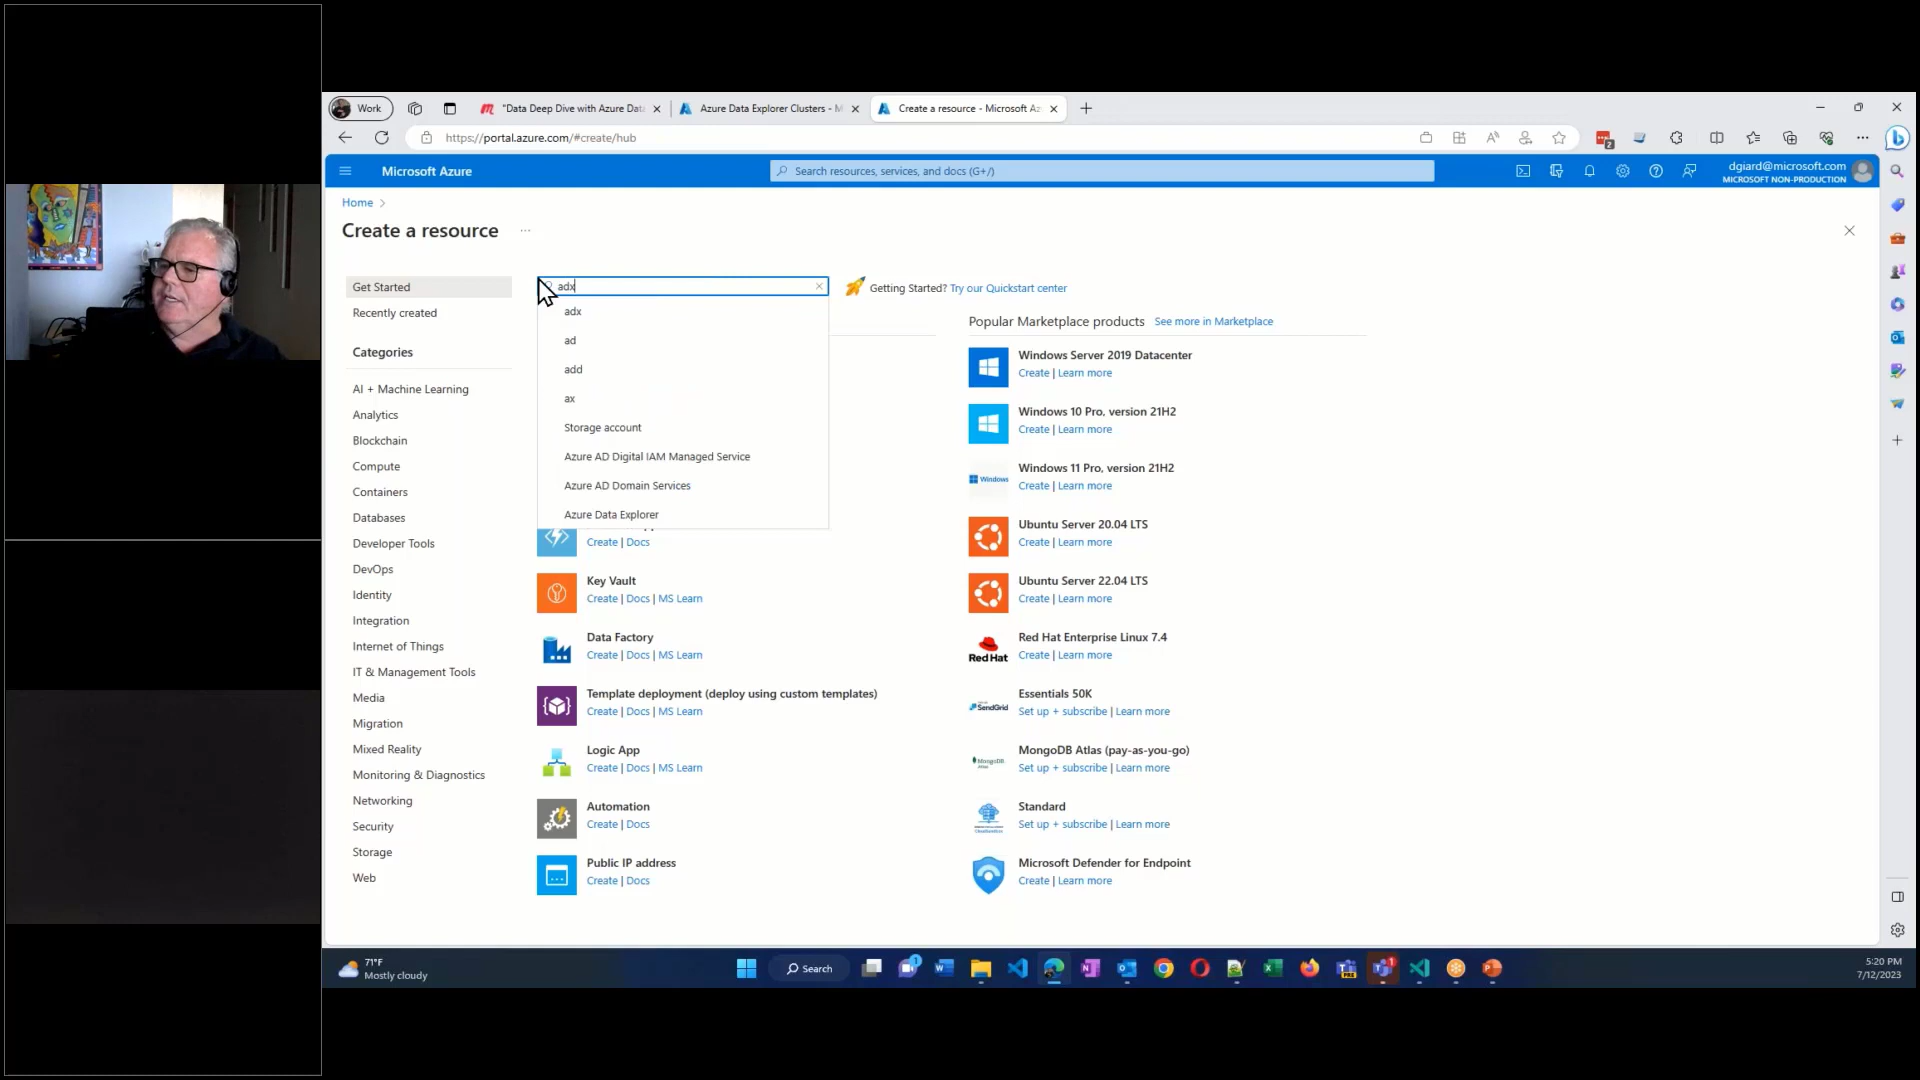 Work
"Data Deep Dive with Azure Dat
Azure Data Explorer Clusters - M
Create a resource - Microsoft Az
https://portal.azure.com/#create/hub
2
Microsoft Azure
Search resources, services, and docs (G+/)
dgiard@microsoft.com
MICROSOFT NON-PRODUCTION
Home
Create a resource
Get Started
Recently created
Categories
AI + Machine Learning
Analytics
Blockchain
Compute
Containers
Databases
Developer Tools
DevOps
Identity
Integration
Internet of Things
IT & Management Tools
Media
Migration
Mixed Reality
Monitoring & Diagnostics
Networking
Security
Storage
Web
adx
adx
ad
add
ax
Storage account
Azure AD Digital IAM Managed Service
Azure AD Domain Services
Azure Data Explorer
Create | Docs
Key Vault
Create | Docs | MS Learn
Data Factory
Create | Docs | MS Learn
Template deployment (deploy using custom templates)
Create | Docs | MS Learn
Logic App
Create | Docs | MS Learn
Automation
Create | Docs
Public IP address
Create | Docs
Getting Started? Try our Quickstart center
Popular Marketplace products See more in Marketplace
Windows Server 2019 Datacenter
Create | Learn more
Windows 10 Pro, version 21H2
Create | Learn more
Windows
Windows 11 Pro, version 21H2
Create | Learn more
Ubuntu Server 20.04 LTS
Create | Learn more
Ubuntu Server 22.04 LTS
Create | Learn more
Red Hat
Red Hat Enterprise Linux 7.4
Create | Learn more
SendGrid
Essentials 50K
Set up + subscribe | Learn more
MongoDB
MongoDB Atlas (pay-as-you-go)
Set up + subscribe | Learn more
Standard
Set up + subscribe | Learn more
Microsoft Defender for Endpoint
Create | Learn more
71°F
Mostly cloudy
Search
1
1
5:20 PM
7/12/2023